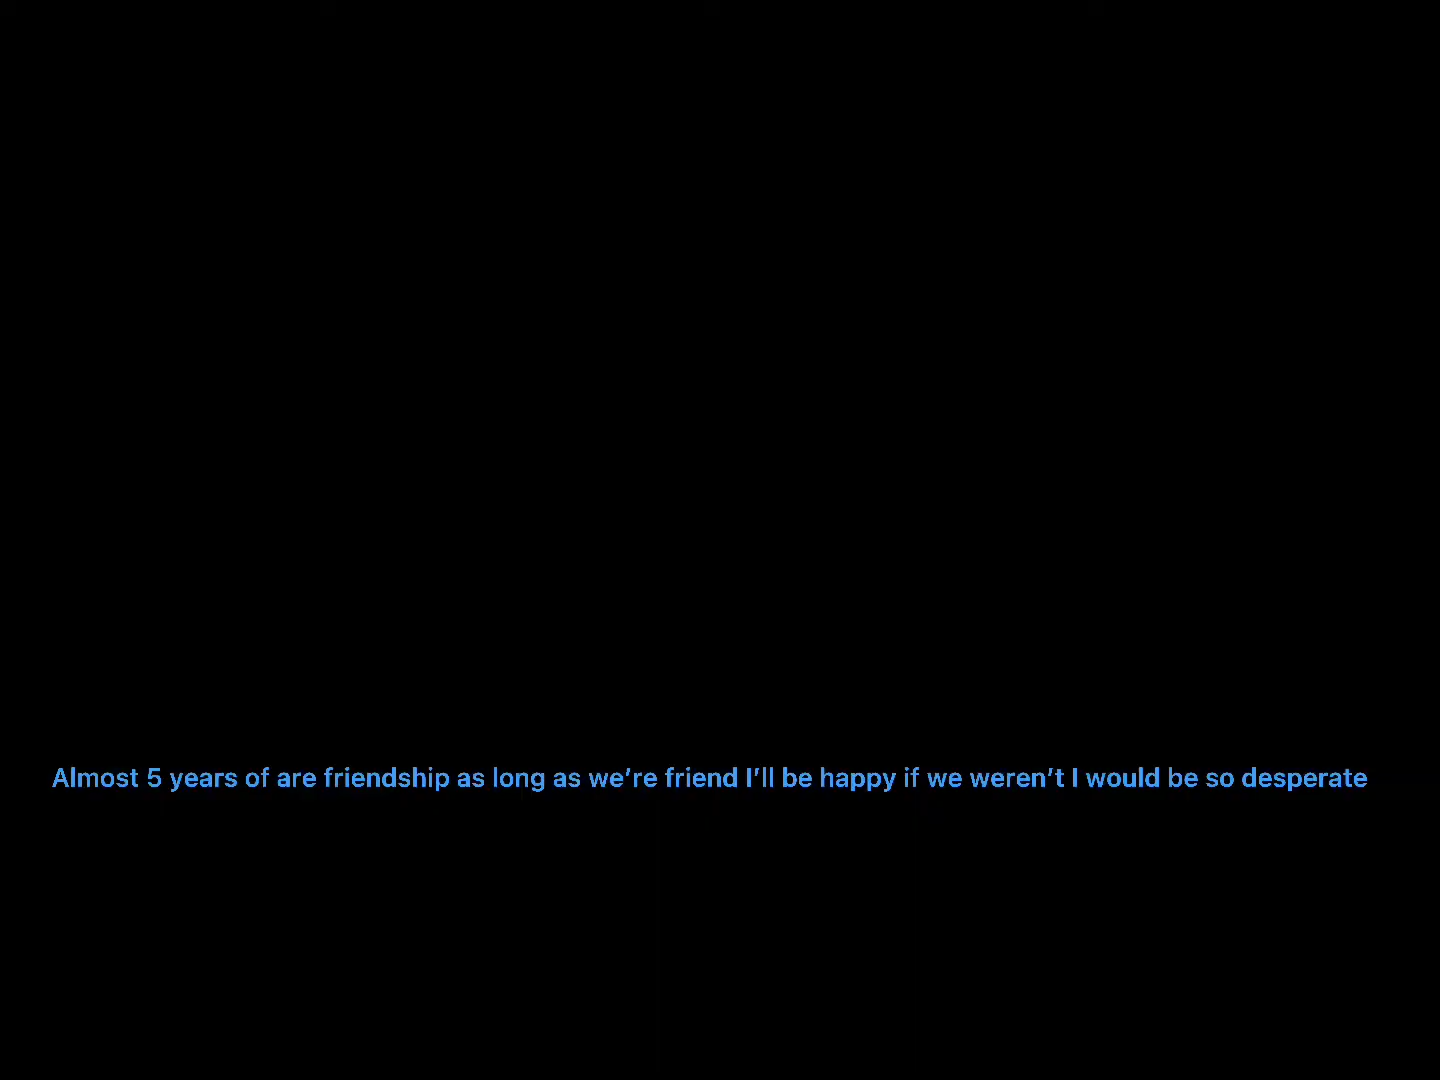 Almost 5 years of are friendship as long as we’re friend I’ll be happy if we weren’t I would be so desperate